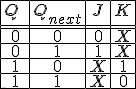 Q Q_next J K
0 0 0 X
0 1 1 X
1 0 X 1
1 1 X 0